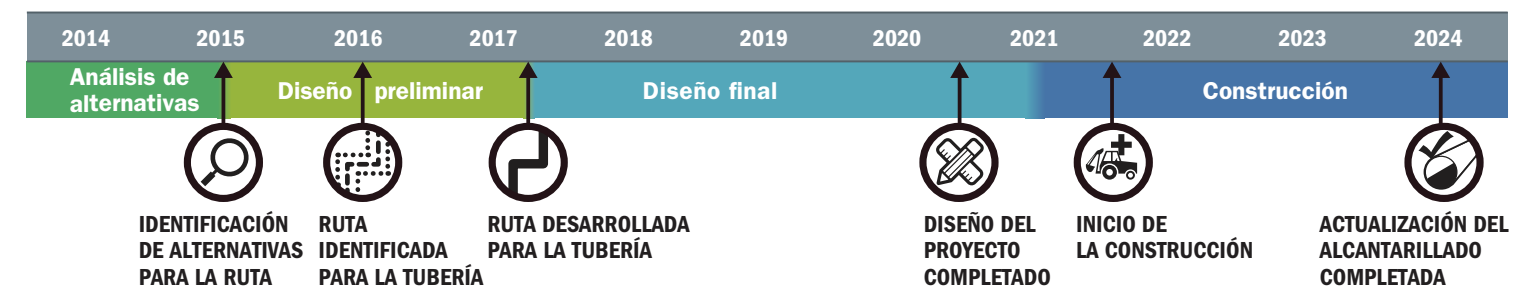 2014 2015 2016 2017 2018 2019 2020 2021 2022 2023 2024
Análisis de
alternativas
Diseño preliminar
Diseño final
Construcción
IDENTIFICACIÓN
DE ALTERNATIVAS
PARA LA RUTA
RUTA
IDENTIFICADA
PARA LA TUBERÍA
RUTA DESARROLLADA
PARA LA TUBERÍA
DISEÑO DEL
PROYECTO
COMPLETADO
INICIO DE
LA CONSTRUCCIÓN
ACTUALIZACIÓN DEL
ALCANTARILLADO
COMPLETADA